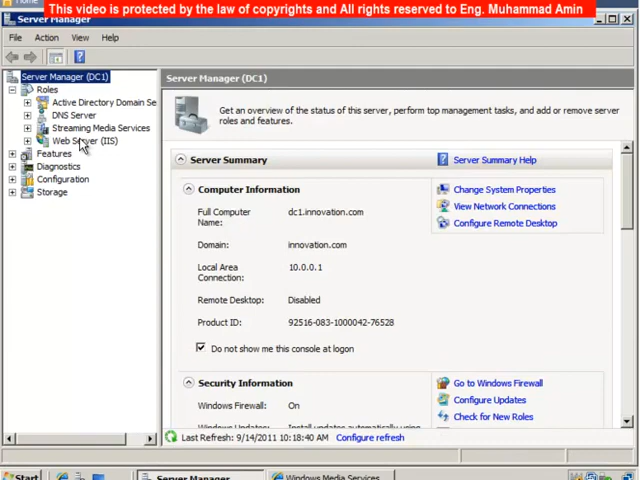 Home
This video is protected by the law of copyrights and All rights reserved to Eng. Muhammad Amin
Server Manager
File Action View Help
Server Manager (DC1)
Roles
Active Directory Domain Se
DNS Server
Streaming Media Services
Web Server (IIS)
Features
Diagnostics
Configuration
Storage
Server Manager (DC1)
Get an overview of the status of this server, perform top management tasks, and add or remove server
roles and features.
Server Summary
Server Summary Help
Computer Information
Full Computer
Name:
dc1.innovation.com
Domain: innovation.com
Local Area
Connection:
10.0.0.1
Remote Desktop: Disabled
Product ID: 92516-083-1000042-76528
Do not show me this console at logon
Change System Properties
View Network Connections
Configure Remote Desktop
Security Information
Windows Firewall: On
Go to Windows Firewall
Configure Updates
Check for New Roles
Last Refresh: 9/14/2011 10:18:40 AM Configure refresh
Start
Server Manager
Windows Media Services